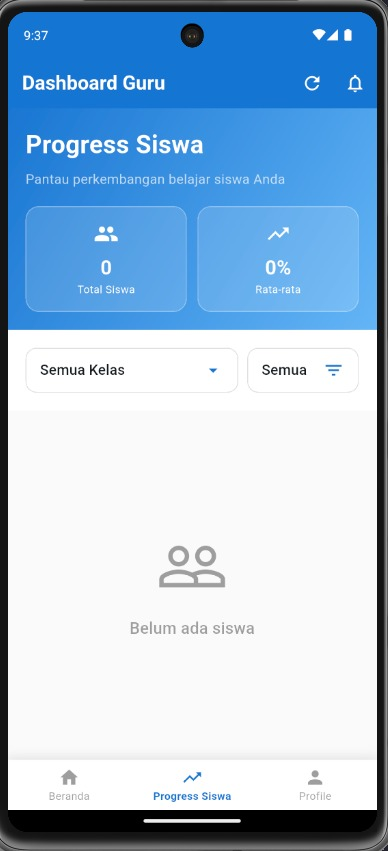 9:37
Dashboard Guru
Progress Siswa
Pantau perkembangan belajar siswa Anda
0
Total Siswa
0%
Rata-rata
Semua Kelas
Semua
Belum ada siswa
Beranda
Progress Siswa
Profile